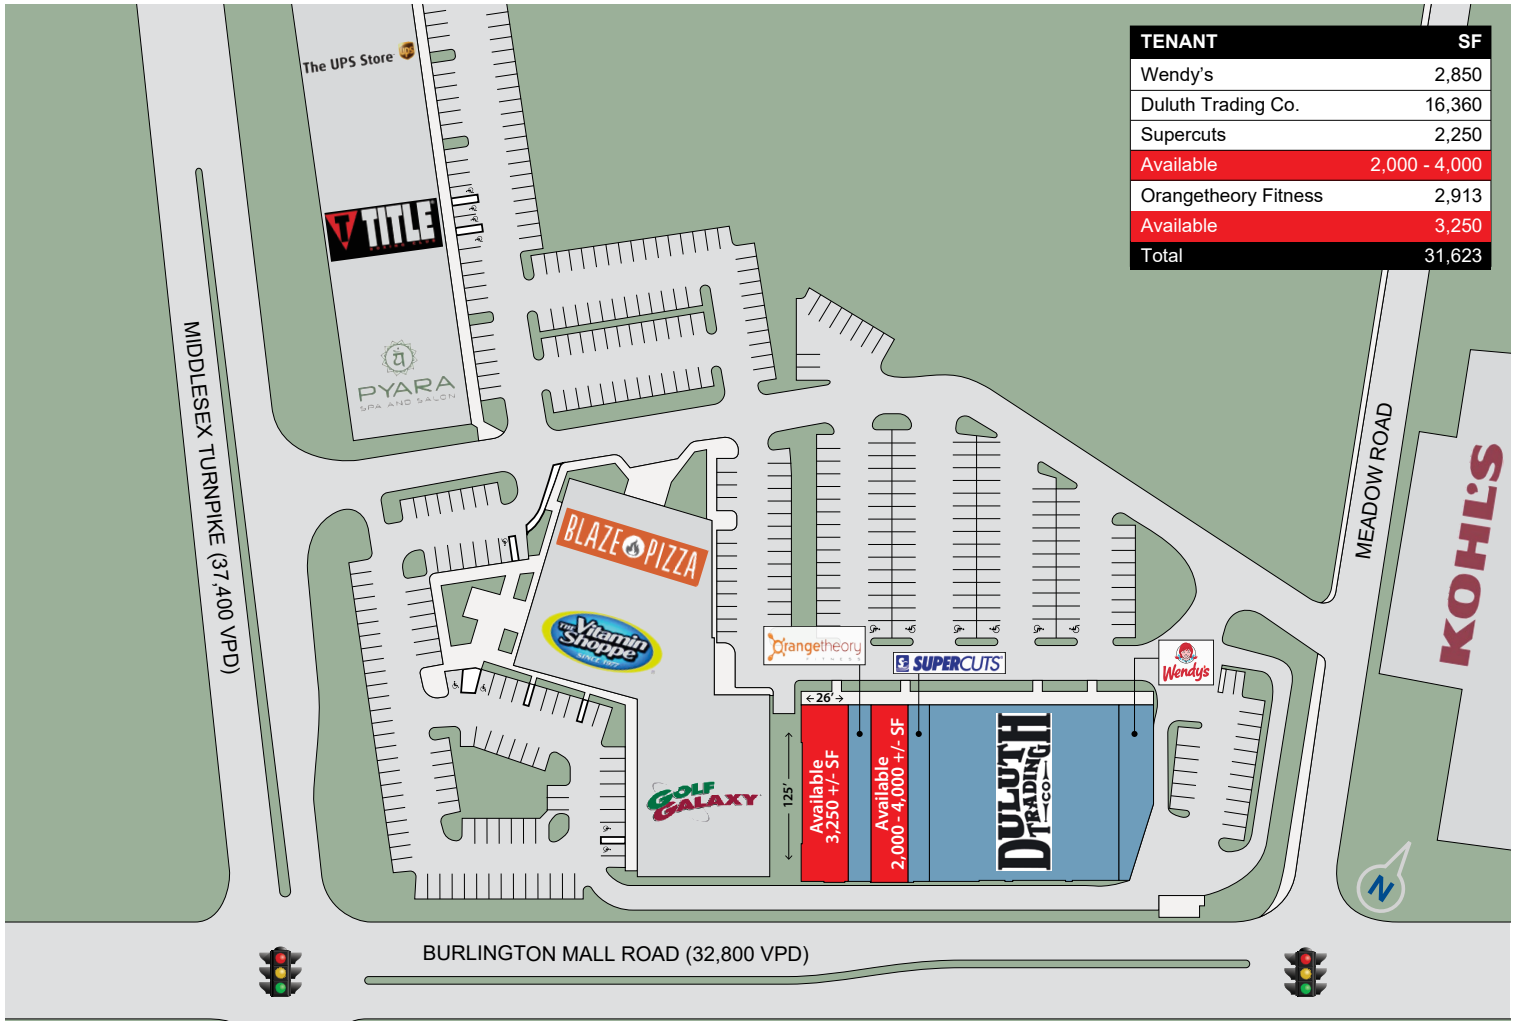 The UPS Store
ups
TENANT SF
Wendy's 2,850
Duluth Trading Co. 16,360
Supercuts 2,250
Available 2,000 - 4,000
Orangetheory Fitness 2,913
Available 3,250
Total 31,623
T TITLE
PYARA
SPA AND SALON
MIDDLESEX TURNPIKE (37,400 VPD)
MEADOW ROAD
KOHL'S
BLAZE PIZZA
THE
Vitamin
Shoppe
SINCE 1977
orangetheory
FITNESS
S SUPERCUTS
Wendy's
26'
125'
Available
3,250 +/- SF
Available
2,000 - 4,000 +/- SF
DULUTH
TRADING
CO
GOLF
GALAXY
N
BURLINGTON MALL ROAD (32,800 VPD)